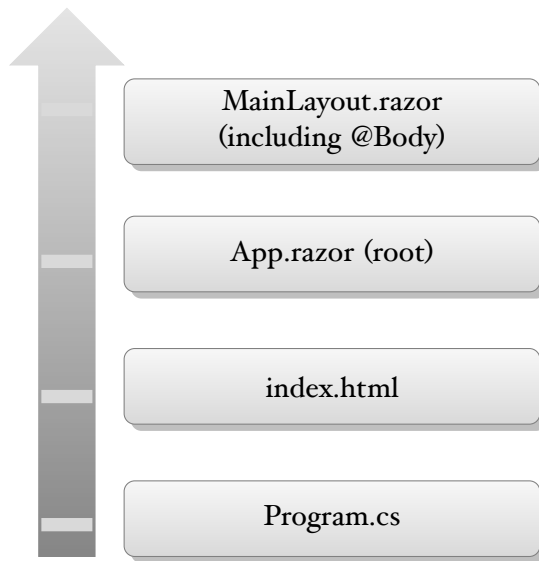 MainLayout.razor
(including @Body)
App.razor (root)
index.html
Program.cs